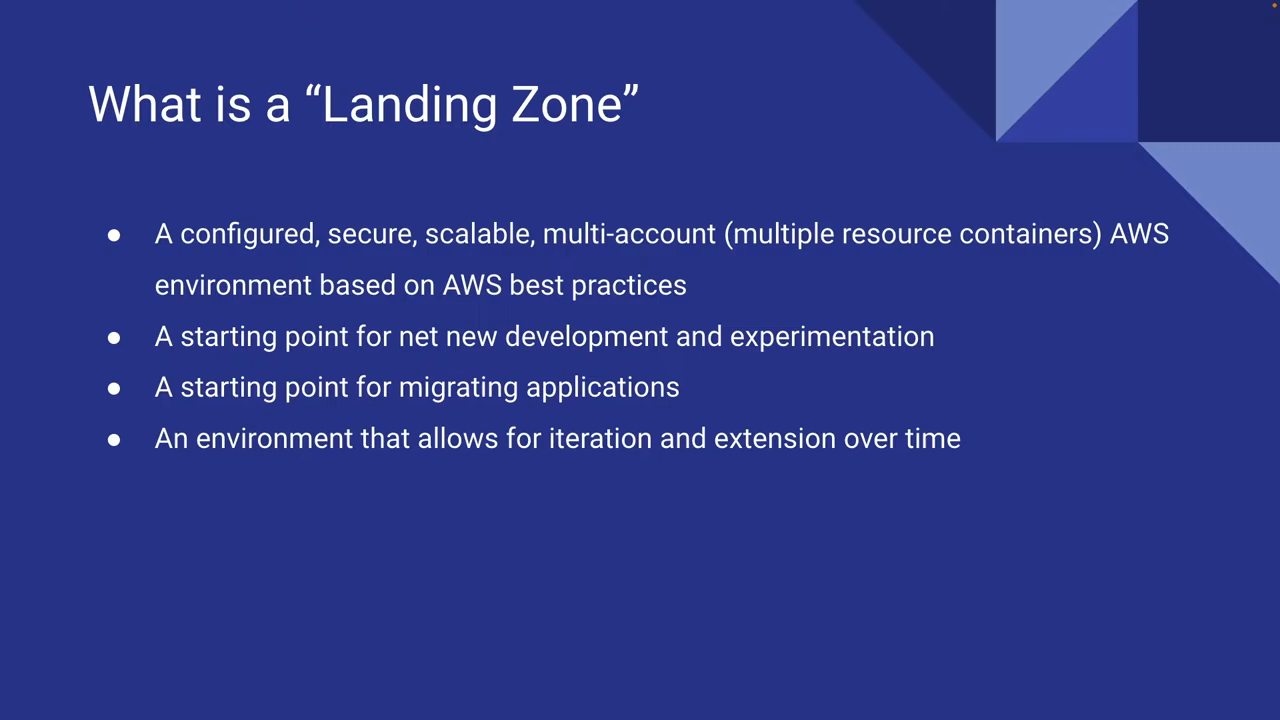 What is a “Landing Zone”
● A configured, secure, scalable, multi-account (multiple resource containers) AWS
environment based on AWS best practices
● A starting point for net new development and experimentation
● A starting point for migrating applications
● An environment that allows for iteration and extension over time